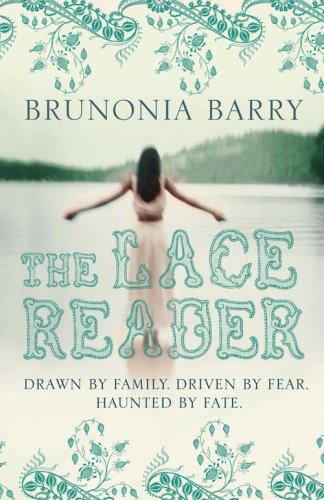 BRUNONIA BARRY
THE LACE
READER
DRAWN BY FAMILY. DRIVEN BY FEAR.
HAUNTED BY FATE.